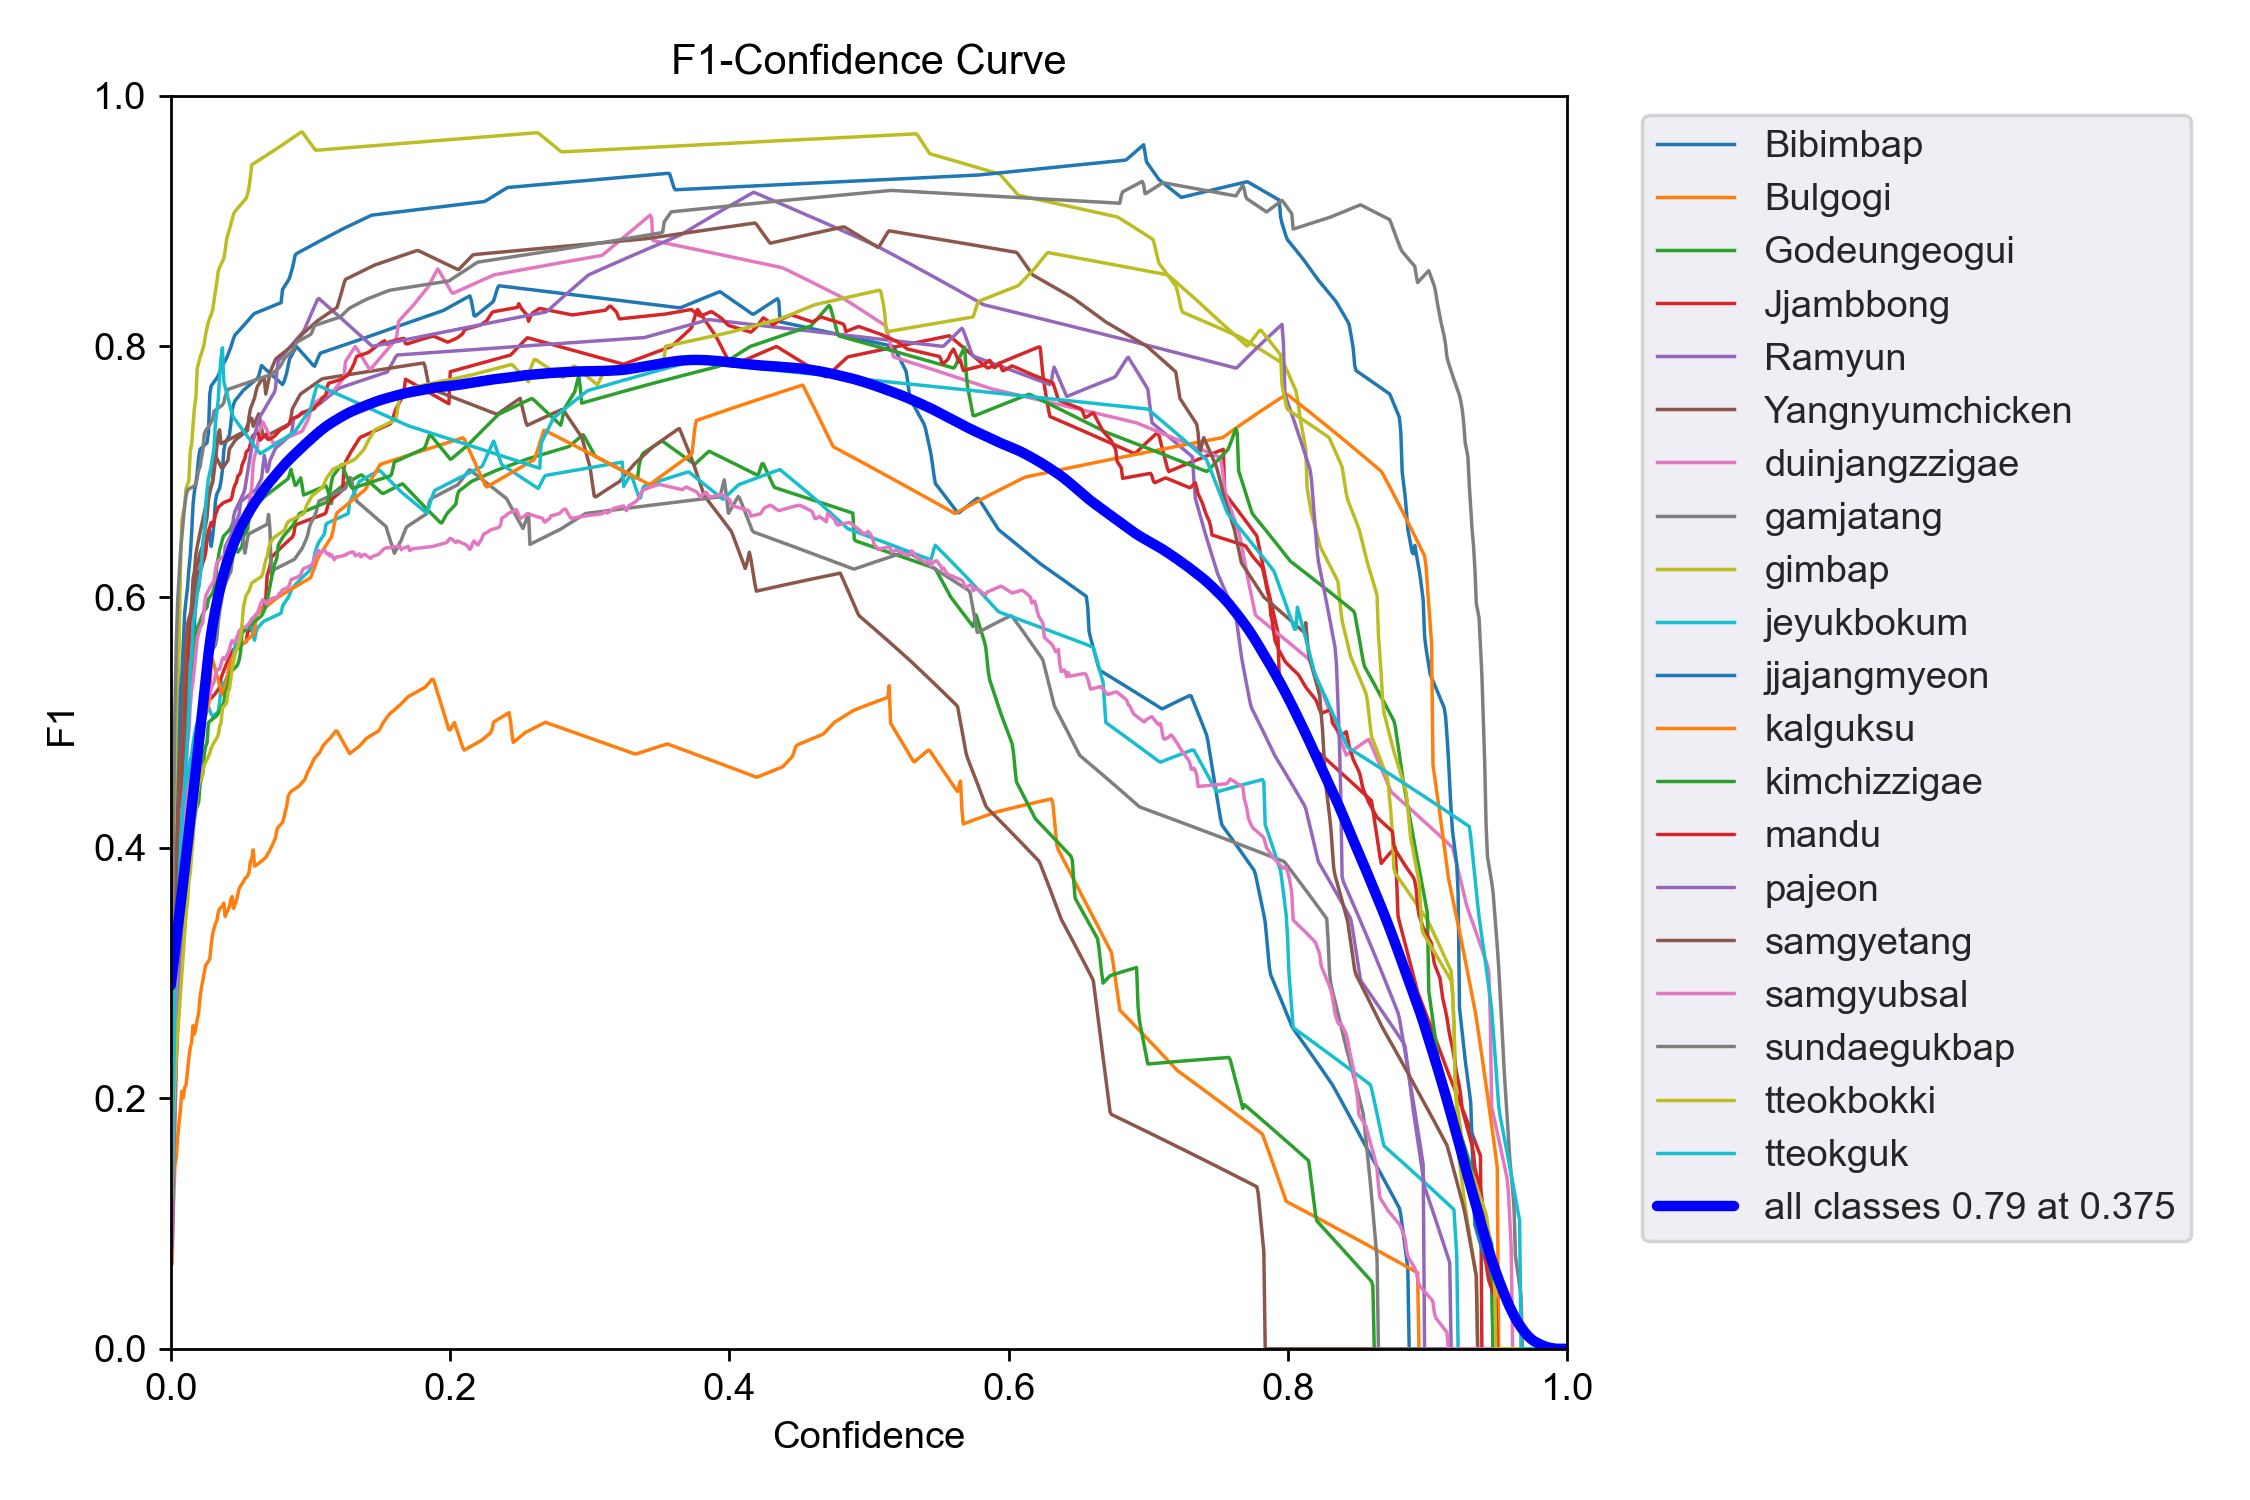 F1-Confidence Curve
1.0
0.8
0.6
0.4
0.2
0.0
F1
0.0 0.2 0.4 0.6 0.8 1.0
Confidence
Bibimbap
Bulgogi
Godeungeogui
Jjambbong
Ramyun
Yangnyumchicken
duinjangzzigae
gamjatang
gimbap
jeyukbokum
jjajangmyeon
kalguksu
kimchizzigae
mandu
pajeon
samgyetang
samgyubsal
sundaegukbap
tteokbokki
tteokguk
all classes 0.79 at 0.375